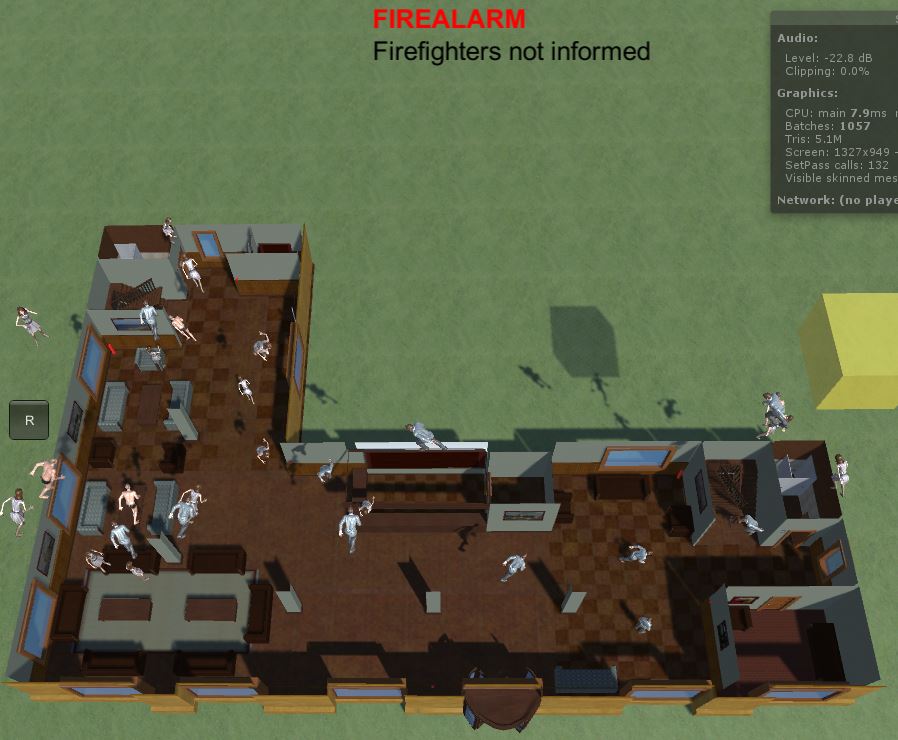 FIREALARM
Firefighters not informed
Audio:
Level: -22.8 dB
Clipping: 0.0%
Graphics:
CPU: main 7.9ms
Batches: 1057
Tris: 5.1M
Screen: 1327x949 -
SetPass calls: 132
Visible skinned mes
Network: (no playe
R